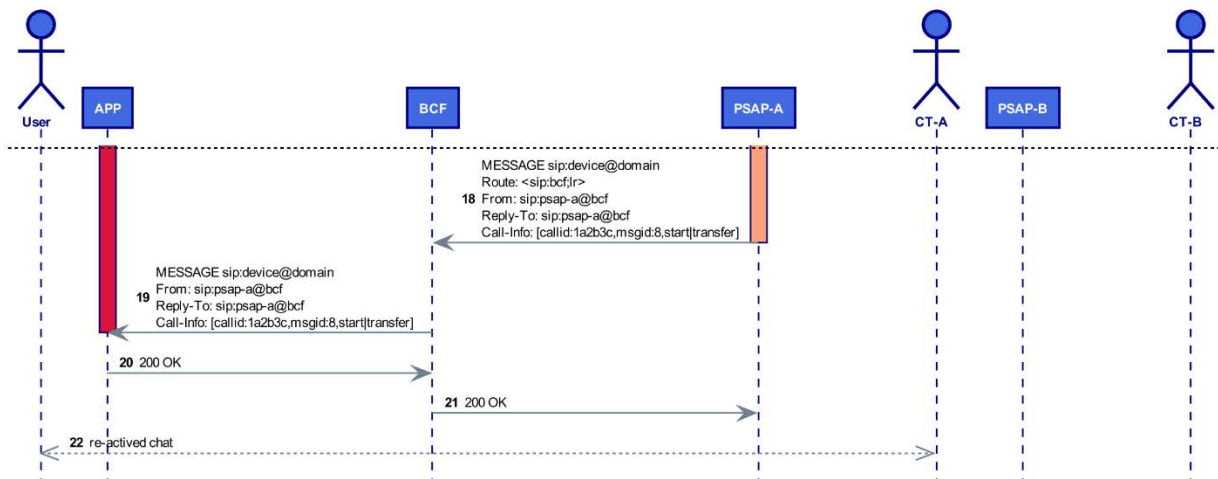 User
APP
BCF
PSAP-A
CT-A
PSAP-B
CT-B
MESSAGE sip:device@domain
Route: <sip:bcf;lr>
18 From: sip:psap-a@bcf
Reply-To: sip:psap-a@bcf
Call-Info: [callid:1a2b3c,msgid:8,start|transfer]
MESSAGE sip:device@domain
19 From: sip:psap-a@bcf
Reply-To: sip:psap-a@bcf
Call-Info: [callid:1a2b3c,msgid:8,start|transfer]
20 200 OK
21 200 OK
22 re-actived chat